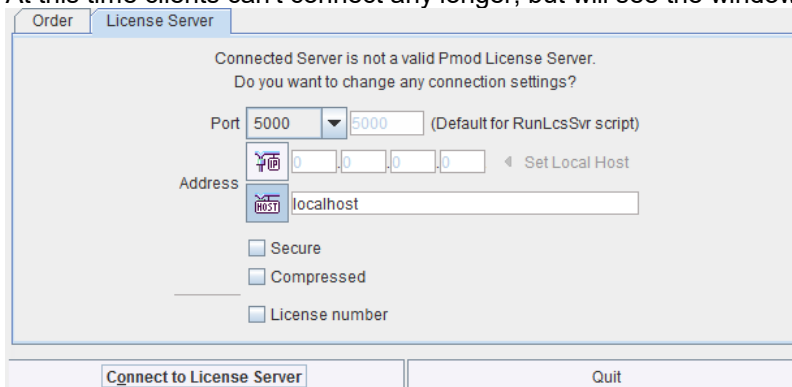 At this time clients can't connect any longer, but will see the window
Order License Server
Connected Server is not a valid Pmod License Server.
Do you want to change any connection settings?
Port 5000 5000 (Default for RunLcsSvr script)
IP 0 .0 .0 .0 Set Local Host
Address
HOST localhost
Secure
Compressed
License number
Connect to License Server Quit